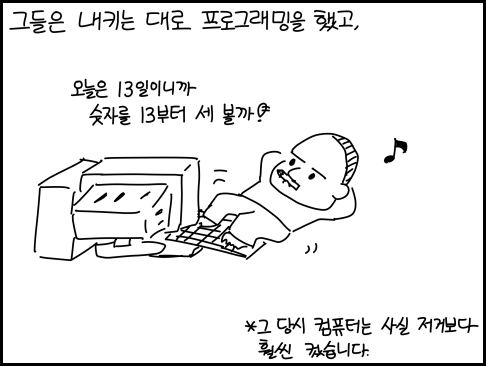 그들은 내키는 대로 프로그래밍을 했고,
오늘은 13일이니까
숫자를 13부터 세 볼까?*
*그 당시 컴퓨터는 사실 저거보다
훨씬 컸습니다.